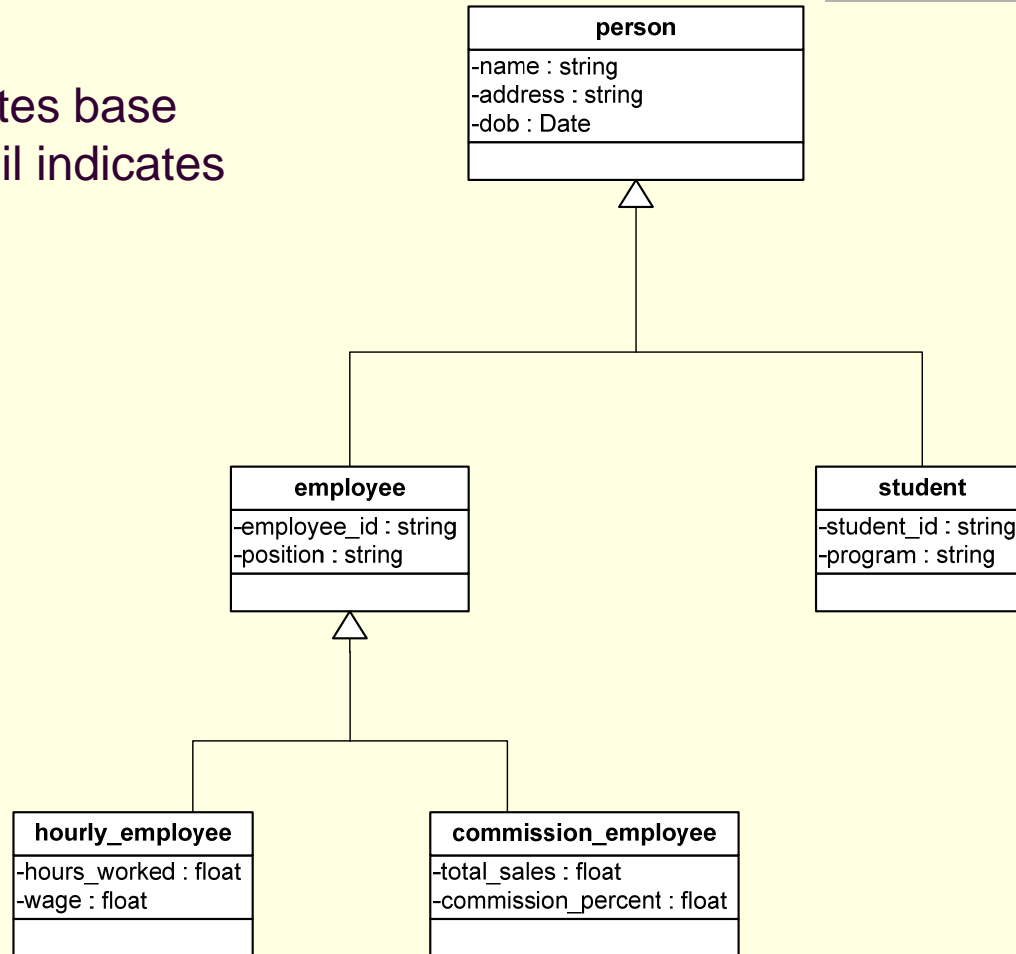 tes base
il indicates
person
-name : string
-address : string
-dob : Date
employee
-employee_id : string
-position : string
student
-student_id : string
-program : string
hourly_employee
-hours_worked : float
-wage : float
commission_employee
-total_sales : float
-commission_percent : float